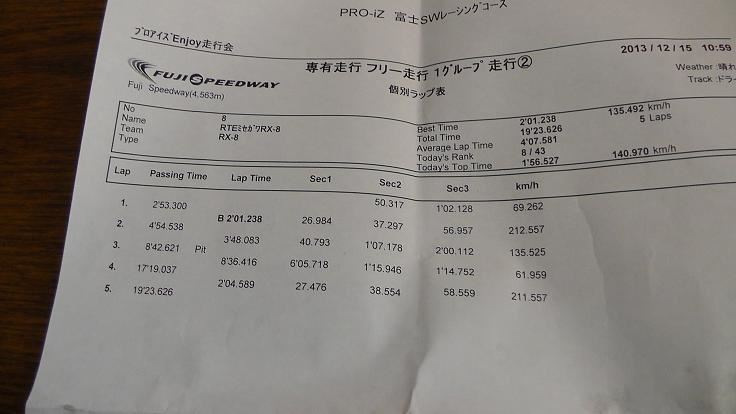 PRO-iZ 富士SWレーシングコース
ﾌﾟﾛｱｲｽﾞEnjoy走行会
2013 / 12 / 15 10:59
専有走行 フリー走行 1ｸﾞﾙｰﾌﾟ 走行②
Weather :晴れ
FUJI SPEEDWAY
個別ラップ表
Track :ドラ
Fuji Speedway(4,563m)
No 8
Name RTEﾐｾｶﾞﾜRX-8
Team RX-8
Type
Best Time 2'01.238 135.492 km/h
Total Time 19'23.626 5 Laps
Average Lap Time 4'07.581
Today's Rank 8 / 43
Today's Top Time 1'56.527 140.970 km/h
Lap Passing Time Lap Time Sec1 Sec2 Sec3 km/h
1. 2'53.300 50.317 1'02.128 69.262
2. 4'54.538 B 2'01.238 26.984 37.297 56.957 212.557
3. 8'42.621 Pit 3'48.083 40.793 1'07.178 2'00.112 135.525
4. 17'19.037 8'36.416 6'05.718 1'15.946 1'14.752 61.959
5. 19'23.626 2'04.589 27.476 38.554 58.559 211.557